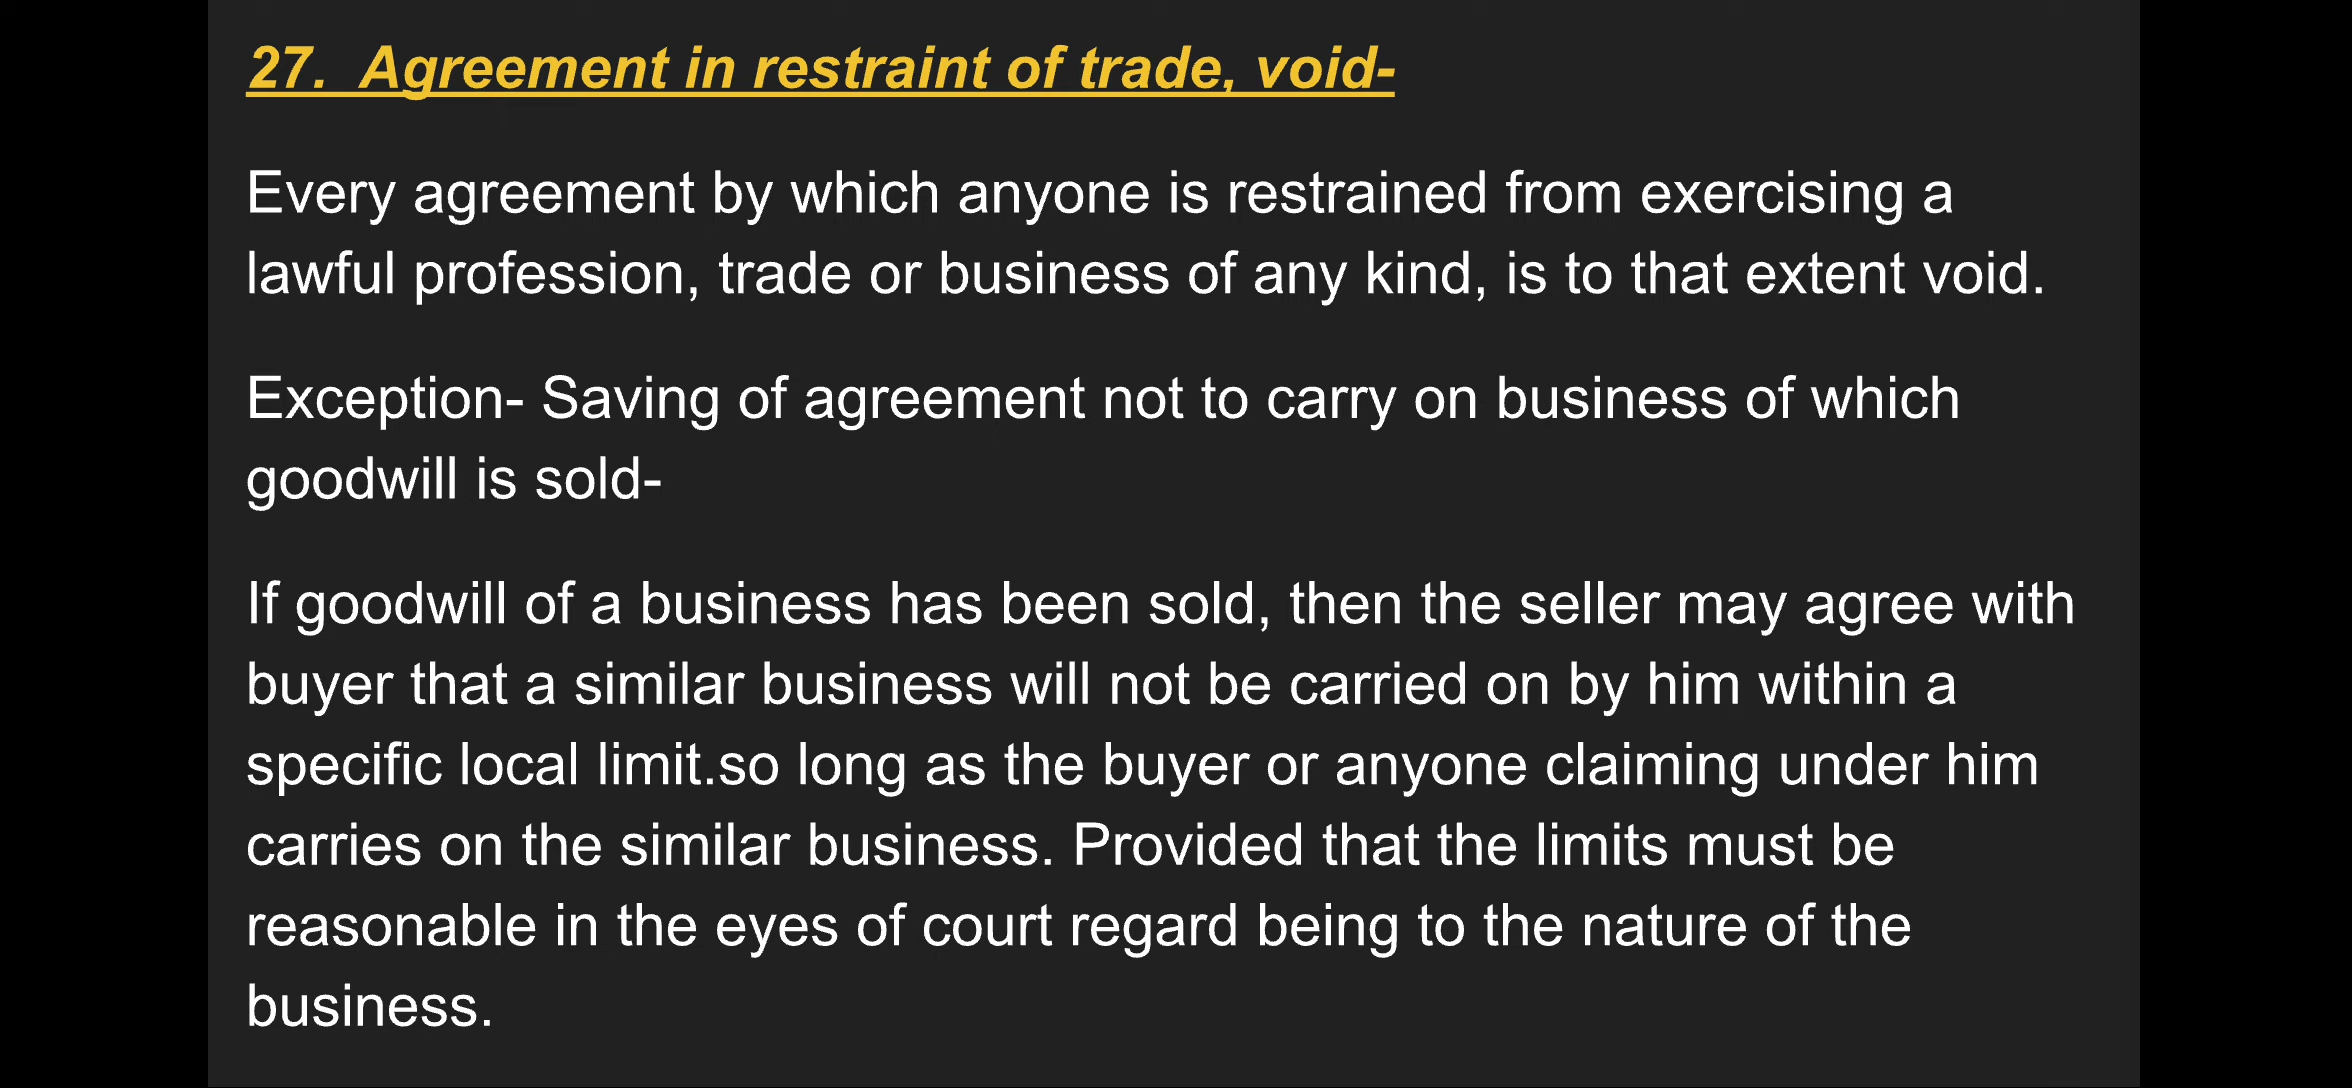 27.  Agreement in restraint of trade, void-
Every agreement by which anyone is restrained from exercising a
lawful profession, trade or business of any kind, is to that extent void.
Exception- Saving of agreement not to carry on business of which
goodwill is sold-
If goodwill of a business has been sold, then the seller may agree with
buyer that a similar business will not be carried on by him within a
specific local limit.so long as the buyer or anyone claiming under him
carries on the similar business. Provided that the limits must be
reasonable in the eyes of court regard being to the nature of the
business.